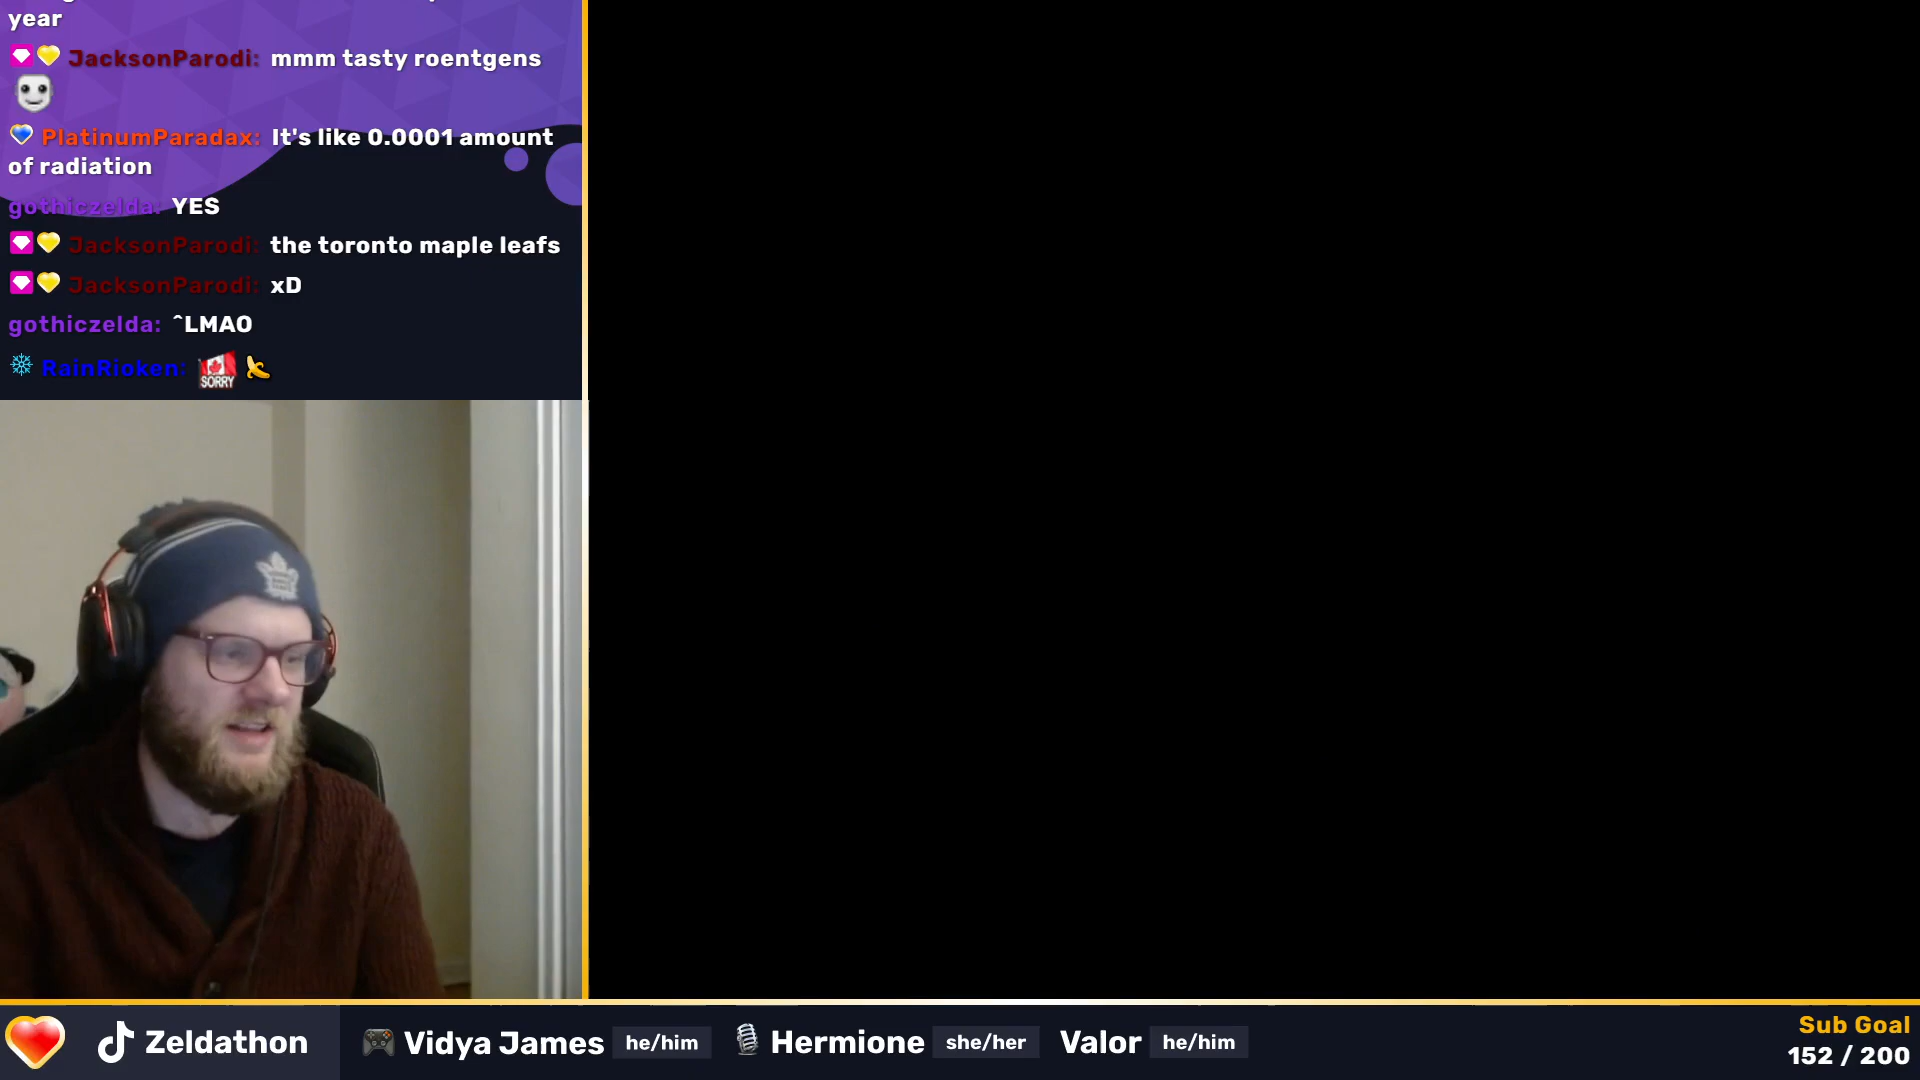 year
JacksonParodi: mmm tasty roentgens
PlatinumParadax: It's like 0.0001 amount
of radiation
gothiczelda: YES
JacksonParodi: the toronto maple leafs
JacksonParodi: xD
gothiczelda: ^LMAO
RainRioken: SORRY
Zeldathon
Vidya James he/him
Hermione she/her
Valor he/him
Sub Goal
152 / 200